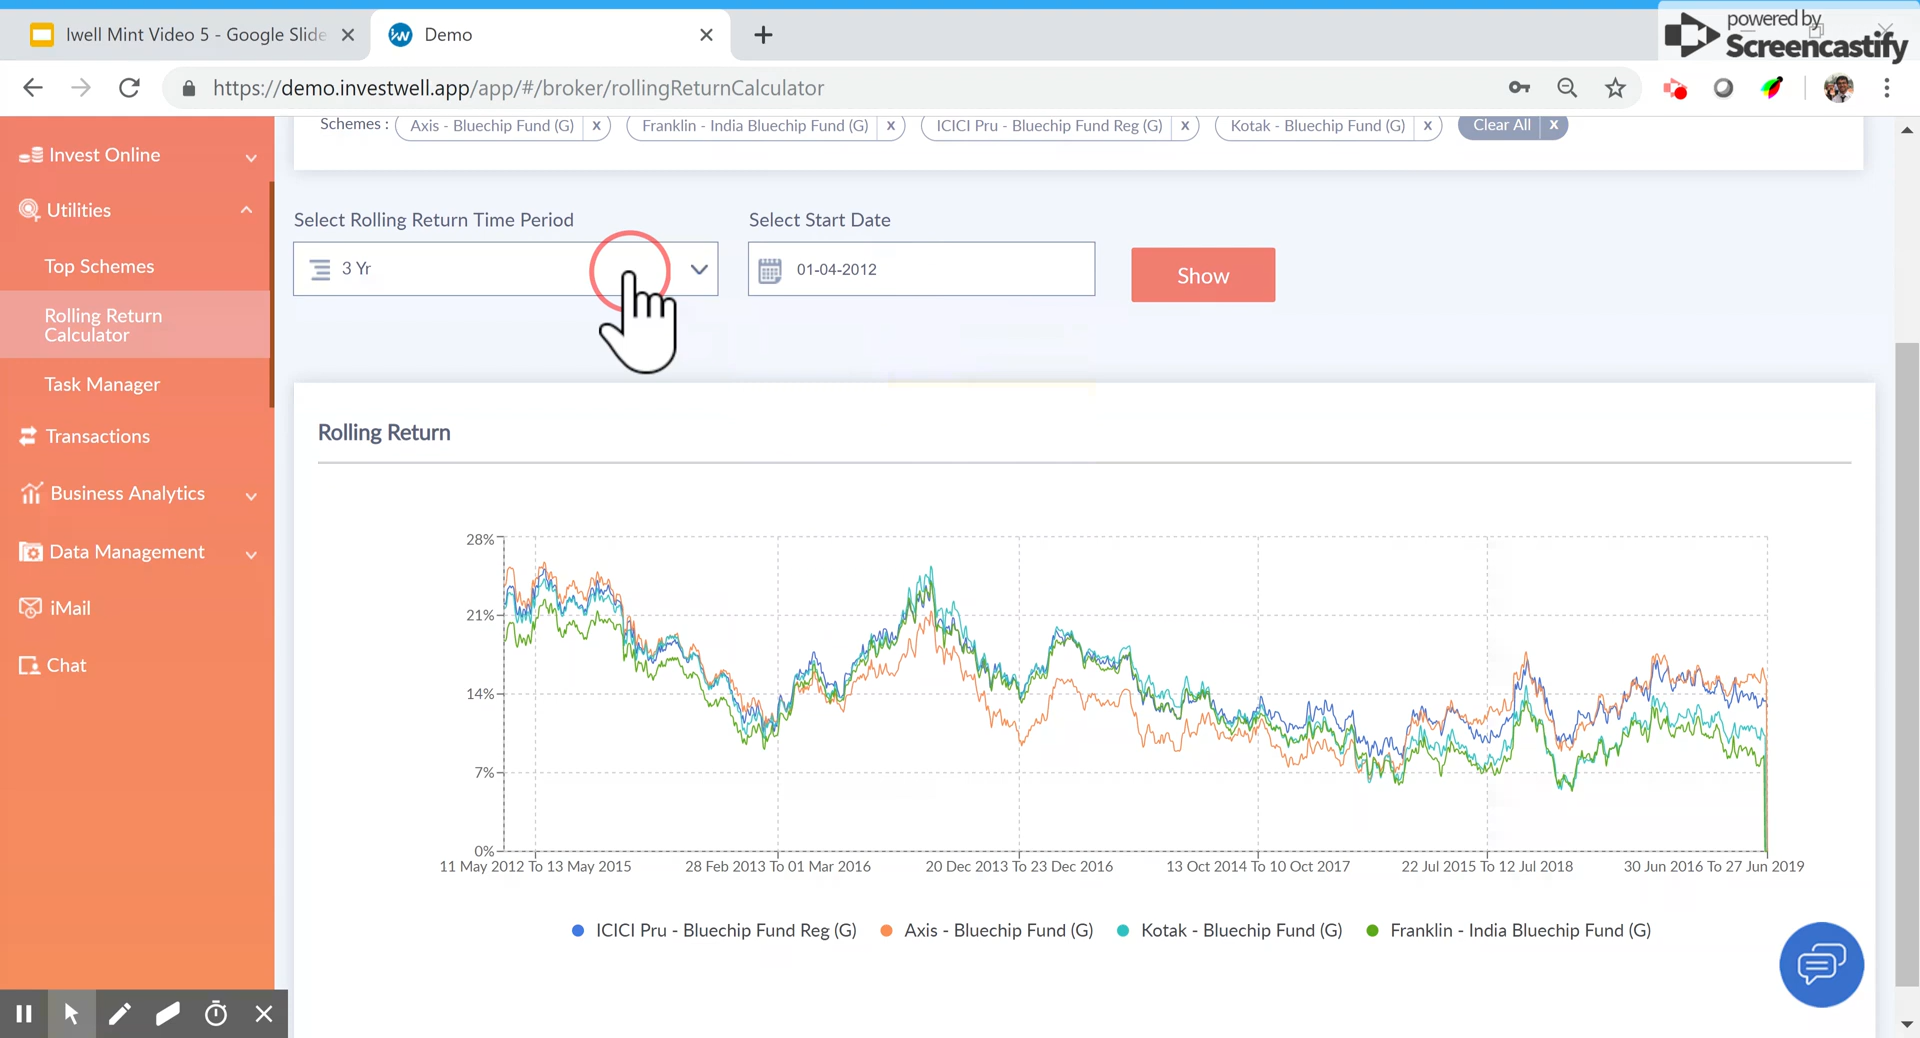 Iwell Mint Video 5 - Google Slide
Demo
powered by
Screencastify
https://demo.investwell.app/app/#/broker/rollingReturnCalculator
Schemes : Axis - Bluechip Fund (G) x Franklin - India Bluechip Fund (G) x ICICI Pru - Bluechip Fund Reg (G) x Kotak - Bluechip Fund (G) x Clear All x
Invest Online
Utilities
Top Schemes
Rolling Return
Calculator
Task Manager
Transactions
Business Analytics
Data Management
iMail
Chat
Select Rolling Return Time Period
Select Start Date
3 Yr
01-04-2012
Show
Rolling Return
28%
21%
14%
7%
0%
11 May 2012 To 13 May 2015
28 Feb 2013 To 01 Mar 2016
20 Dec 2013 To 23 Dec 2016
13 Oct 2014 To 10 Oct 2017
22 Jul 2015 To 12 Jul 2018
30 Jun 2016 To 27 Jun 2019
ICICI Pru - Bluechip Fund Reg (G)
Axis - Bluechip Fund (G)
Kotak - Bluechip Fund (G)
Franklin - India Bluechip Fund (G)